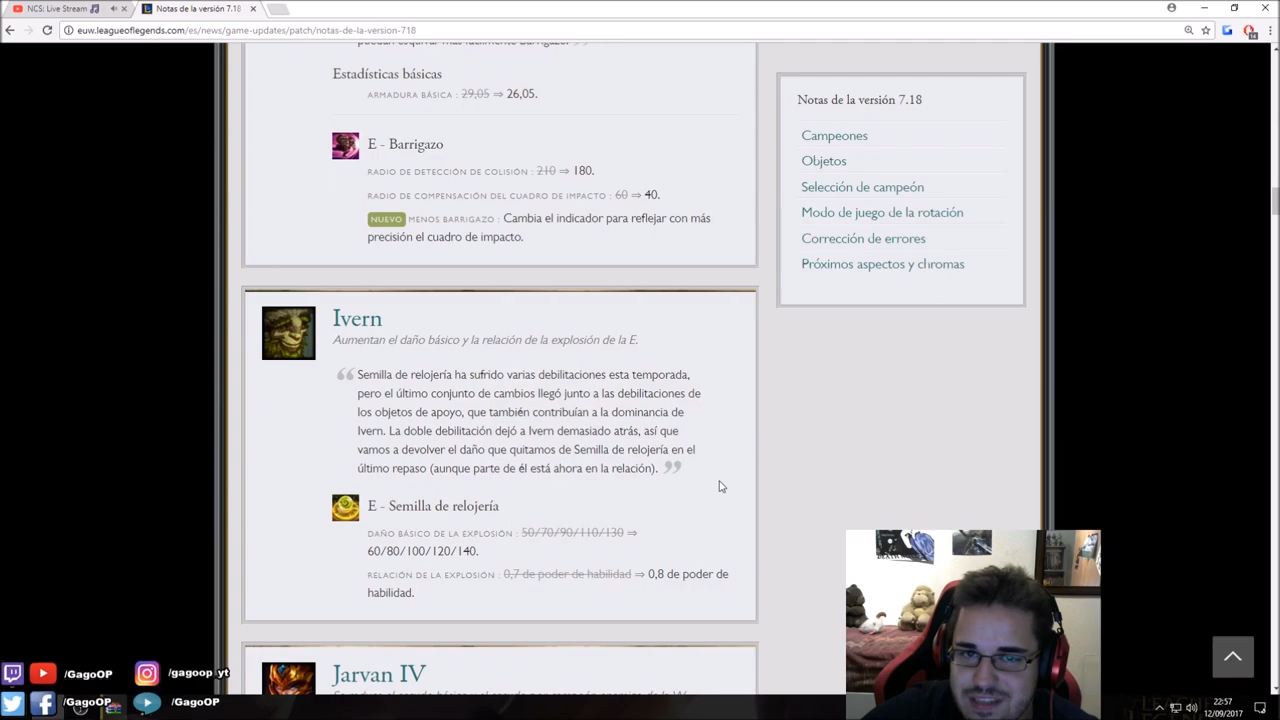 NCS: Live Stream
Notas de la versión 7.18
euw.leagueoflegends.com/es/news/game-updates/patch/notas-de-la-version-718
Estadísticas básicas
ARMADURA BÁSICA : 29,05 ⇒ 26,05.
E - Barrigazo
RADIO DE DETECCIÓN DE COLISIÓN : 210 ⇒ 180.
RADIO DE COMPENSACIÓN DEL CUADRO DE IMPACTO : 60 ⇒ 40.
NUEVO MENOS BARRIGAZO : Cambia el indicador para reflejar con más
precisión el cuadro de impacto.
Ivern
Aumentan el daño básico y la relación de la explosión de la E.
Semilla de relojería ha sufrido varias debilitaciones esta temporada,
pero el último conjunto de cambios llegó junto a las debilitaciones de
los objetos de apoyo, que también contribuían a la dominancia de
Ivern. La doble debilitación dejó a Ivern demasiado atrás, así que
vamos a devolver el daño que quitamos de Semilla de relojería en el
último repaso (aunque parte de él está ahora en la relación).
E - Semilla de relojería
DAÑO BÁSICO DE LA EXPLOSIÓN : 50/70/90/110/130 ⇒
60/80/100/120/140.
RELACIÓN DE LA EXPLOSIÓN : 0,7 de poder de habilidad ⇒ 0,8 de poder de
habilidad.
Jarvan IV
Notas de la versión 7.18
Campeones
Objetos
Selección de campeón
Modo de juego de la rotación
Corrección de errores
Próximos aspectos y chromas
/GagoOP
/gagoop_yt
/GagoOP
/GagoOP
22:57
12/09/2017